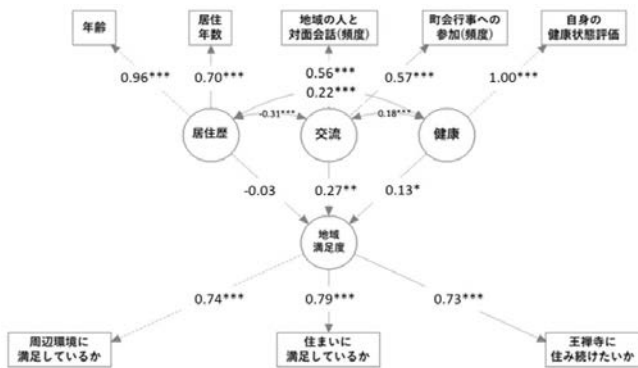 年齢
居住
年数
地域の人と
対面会話(頻度)
町会行事への
参加(頻度)
自身の
健康状態評価
0.96***
0.70***
0.56***
0.57***
1.00***
0.22***
-0.31***
0.18***
居住歴
交流
健康
-0.03
0.27**
0.13*
地域
満足度
0.74***
0.79***
0.73***
周辺環境に
満足しているか
住まいに
満足しているか
王禅寺に
住み続けたいか